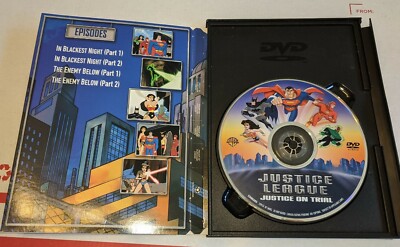 EPISODES
IN BLACKEST NIGHT (Part 1)
IN BLACKEST NIGHT (Part 2)
THE ENEMY BELOW (Part 1)
THE ENEMY BELOW (Part 2)
DVD
FROM:
DVD
JUSTICE
LEAGUE
JUSTICE ON TRIAL